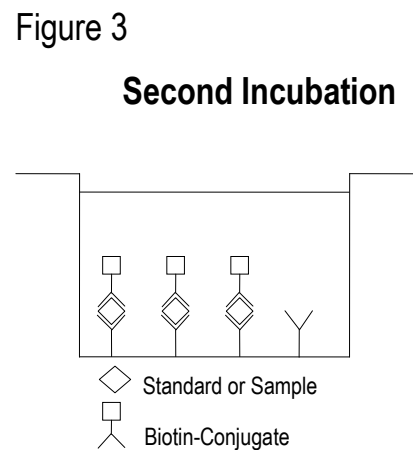 Figure 3
Second Incubation
Standard or Sample
Biotin-Conjugate